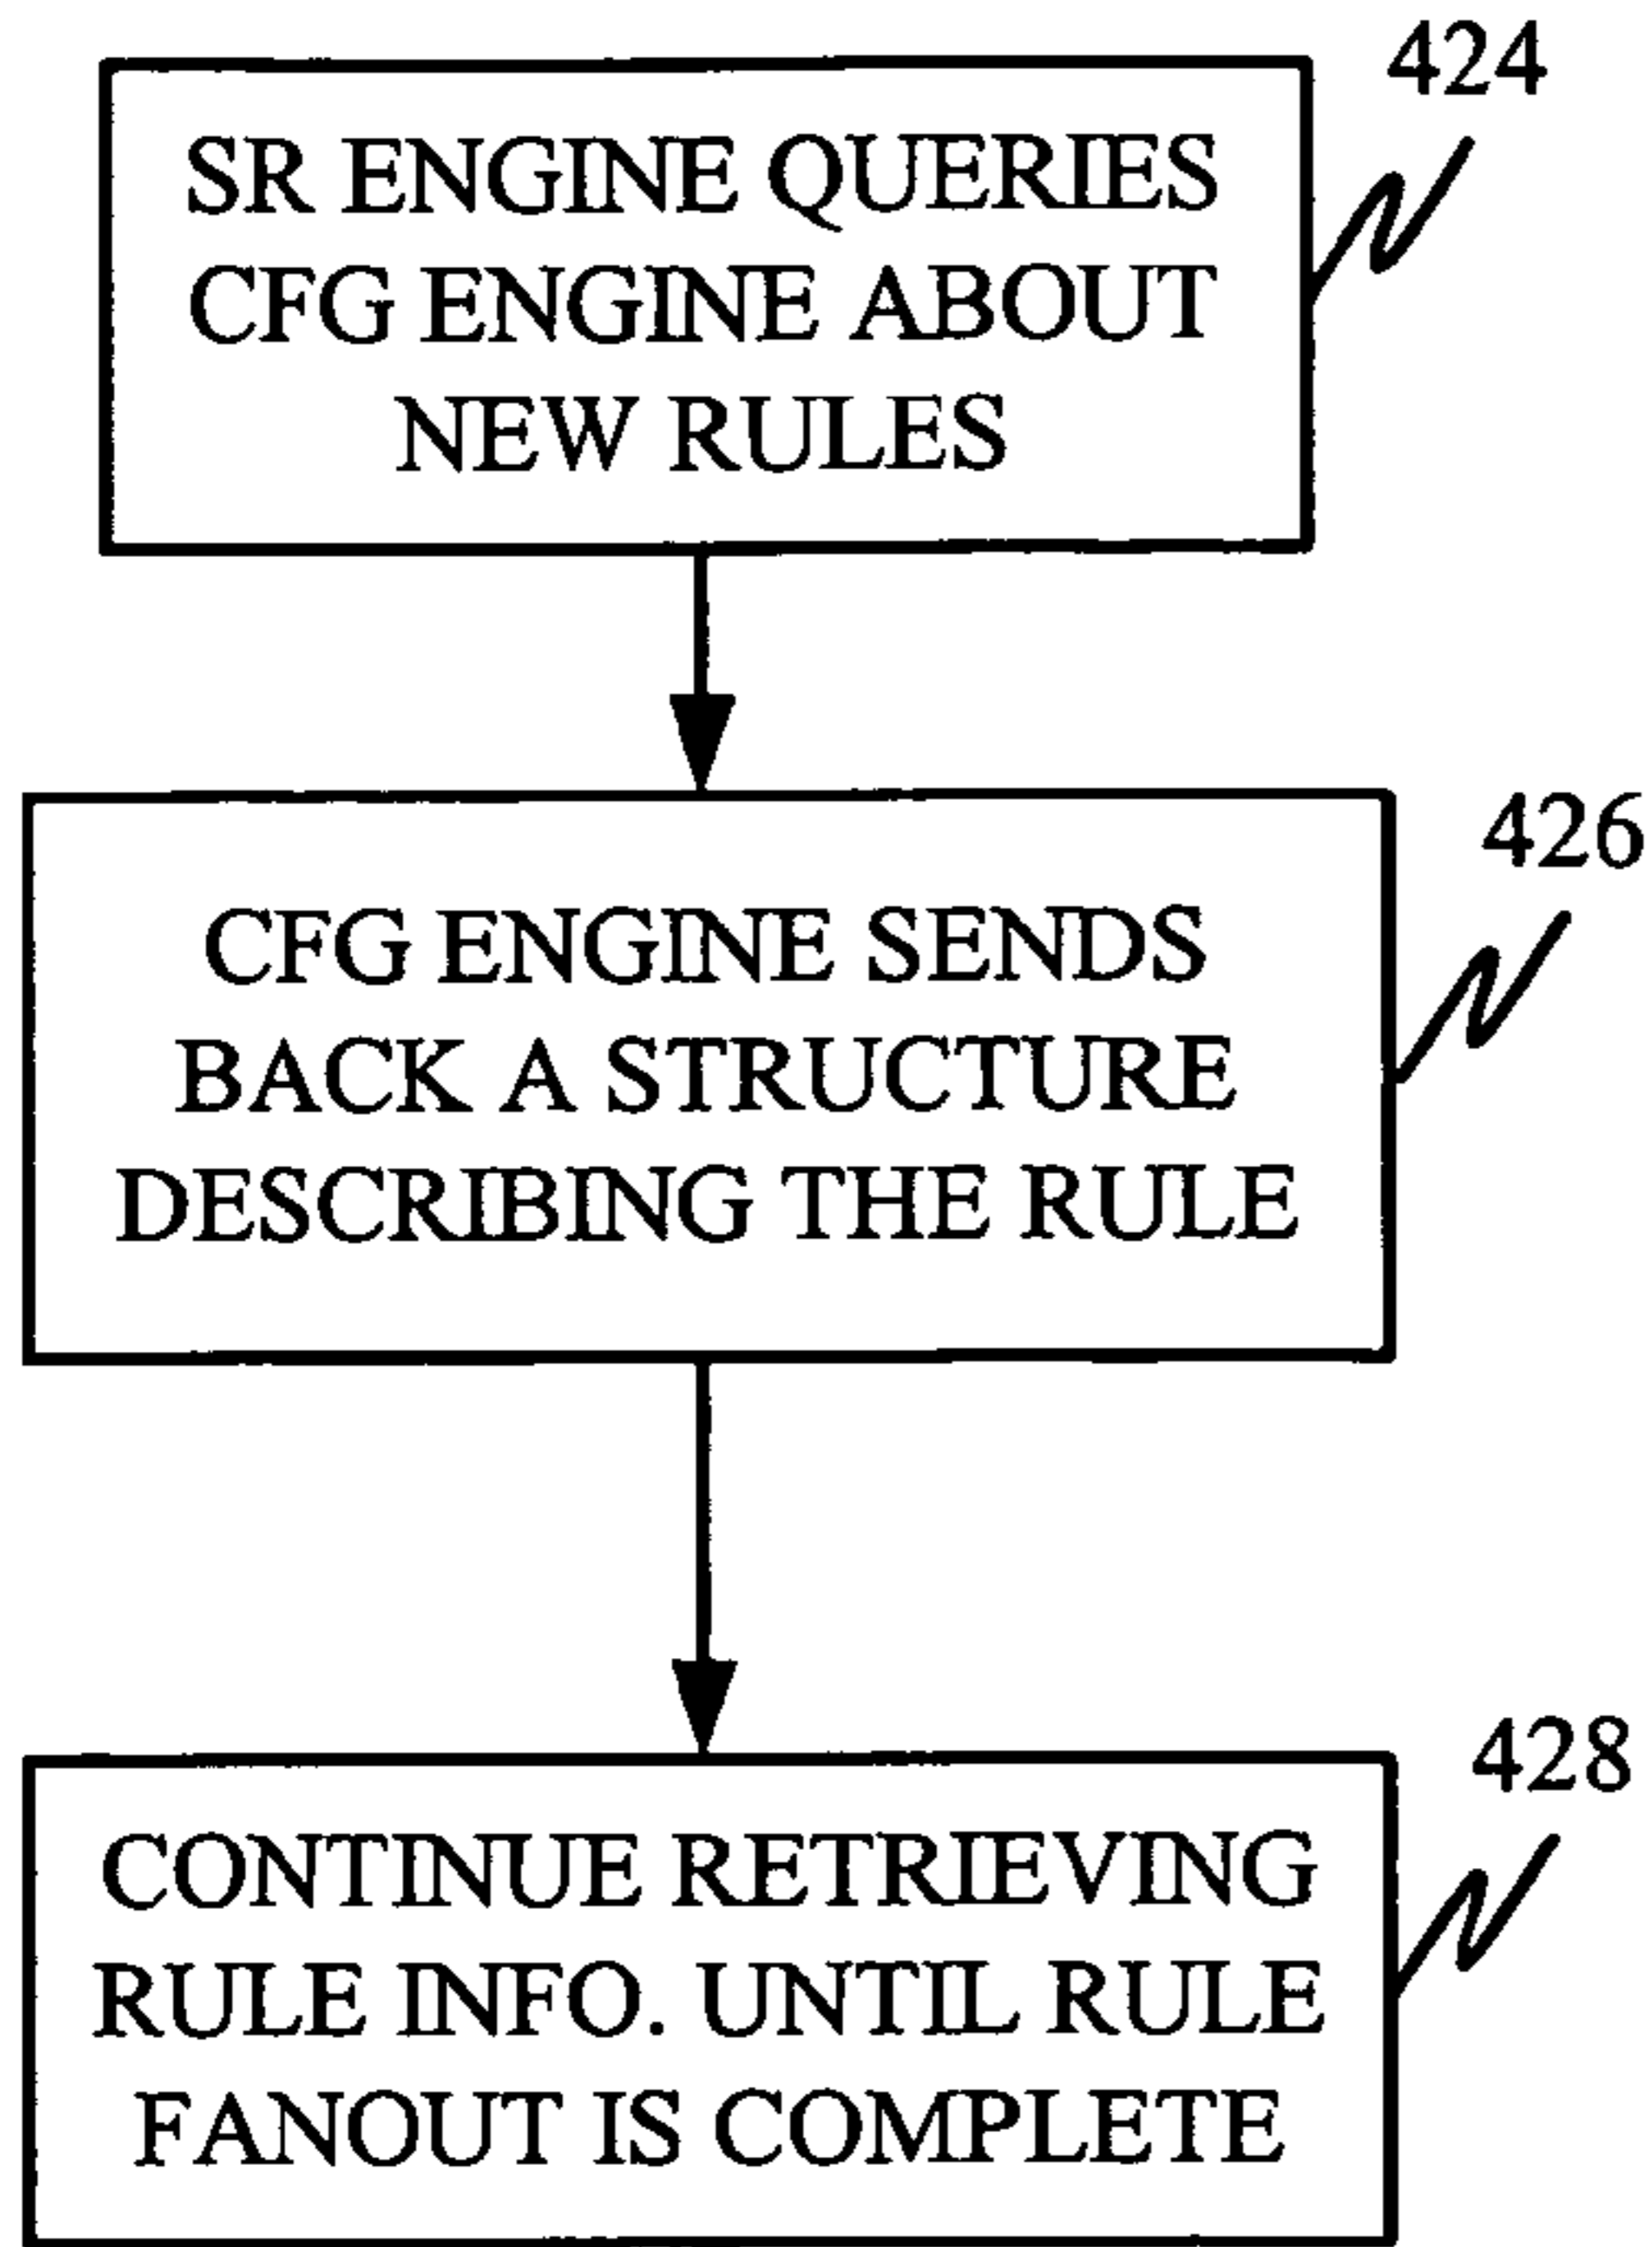 424
SR ENGINE QUERIES
CFG ENGINE ABOUT
NEW RULES
426
CFG ENGINE SENDS
BACK A STRUCTURE
DESCRIBING THE RULE
428
CONTINUE RETRIEVING
RULE INFO. UNTIL RULE
FANOUT IS COMPLETE